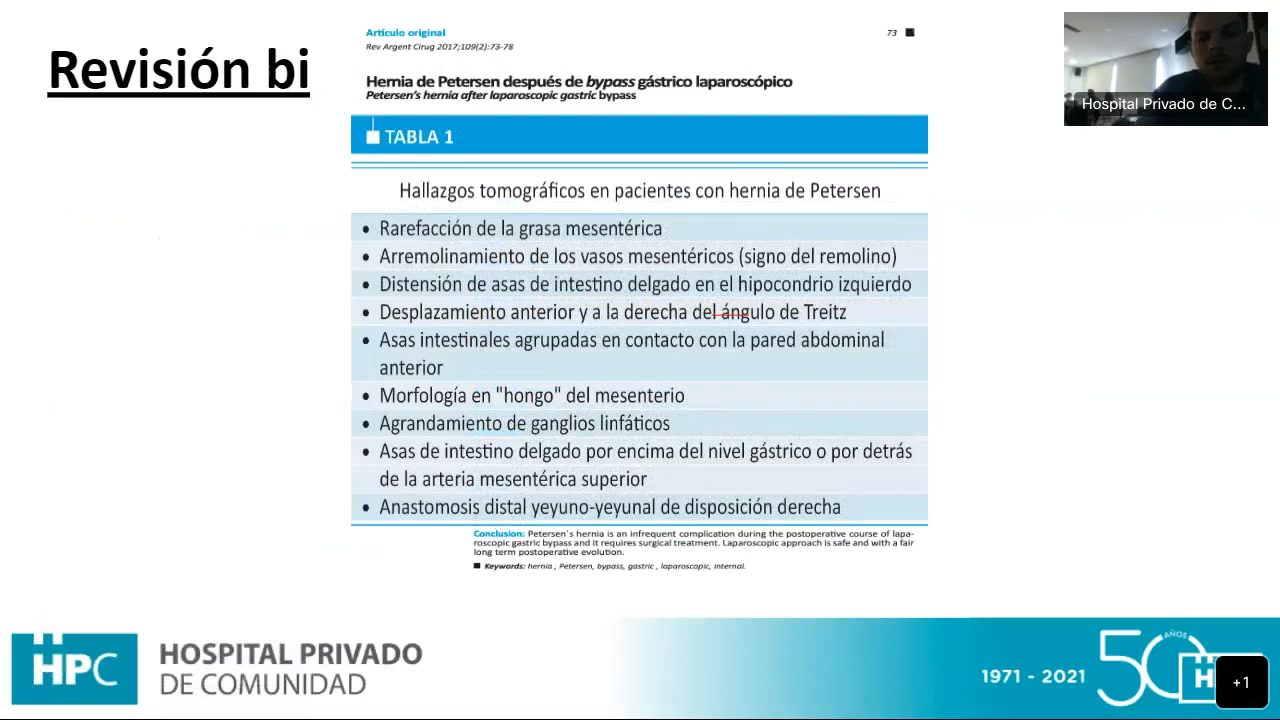 Revisión bi
Artículo original
73
Rev Argent Cirug 2017;109(2):73-78
Hernia de Petersen después de bypass gástrico laparoscópico
Petersen's hernia after laparoscopic gastric bypass
TABLA 1
Hallazgos tomográficos en pacientes con hernia de Petersen
• Rarefacción de la grasa mesentérica
• Arremolinamiento de los vasos mesentéricos (signo del remolino)
• Distensión de asas de intestino delgado en el hipocondrio izquierdo
• Desplazamiento anterior y a la derecha del ángulo de Treitz
• Asas intestinales agrupadas en contacto con la pared abdominal
anterior
• Morfología en "hongo" del mesenterio
• Agrandamiento de ganglios linfáticos
• Asas de intestino delgado por encima del nivel gástrico o por detrás
de la arteria mesentérica superior
• Anastomosis distal yeyuno-yeyunal de disposición derecha
Conclusion: Petersen´s hernia is an infrequent complication during the postoperative course of lapa-
roscopic gastric bypass and it requires surgical treatment. Laparoscopic approach is safe and with a fair
long term postoperative evolution.
Keywords: hernia , Petersen, bypass, gastric , laparoscopic, internal.
Hospital Privado de C...
HPC
HOSPITAL PRIVADO
DE COMUNIDAD
1971 - 2021
50
AÑOS
H
+1